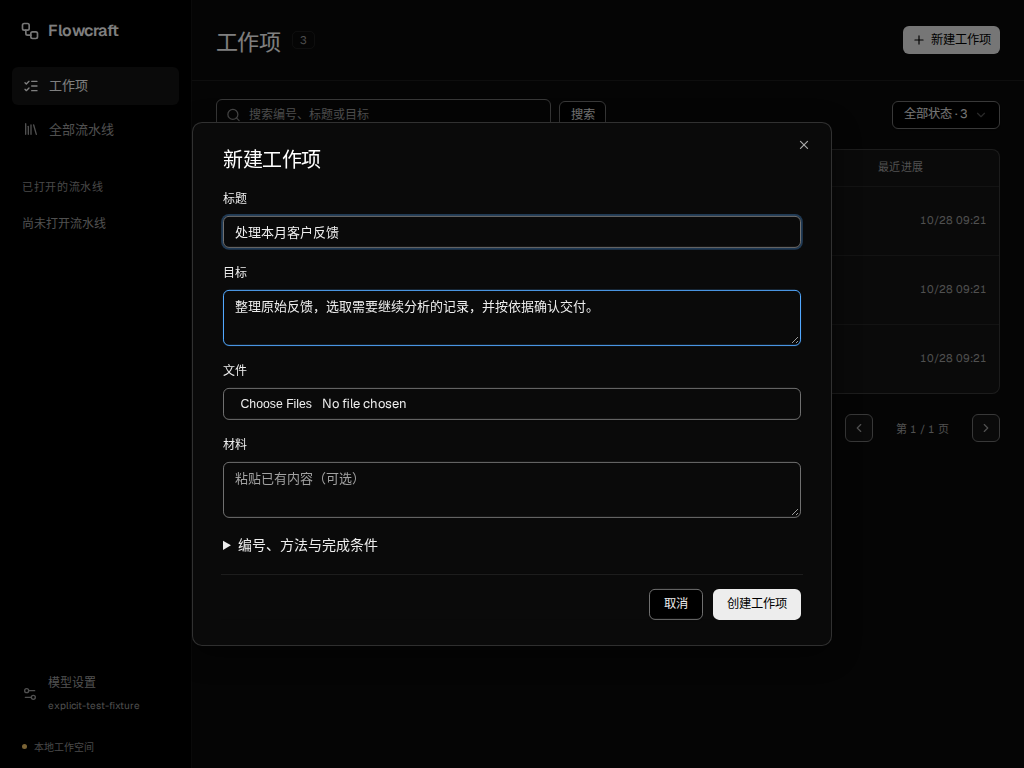 Flowcraft
工作项
全部流水线
已打开的流水线
尚未打开流水线
模型设置
explicit-test-fixture
本地工作空间
工作项 3
新建工作项
搜索编号、标题或目标
搜索
全部状态 · 3
最近进展
10/28 09:21
10/28 09:21
10/28 09:21
第 1 / 1 页
新建工作项
标题
处理本月客户反馈
目标
整理原始反馈，选取需要继续分析的记录，并按依据确认交付。
文件
Choose Files No file chosen
材料
粘贴已有内容（可选）
编号、方法与完成条件
取消
创建工作项